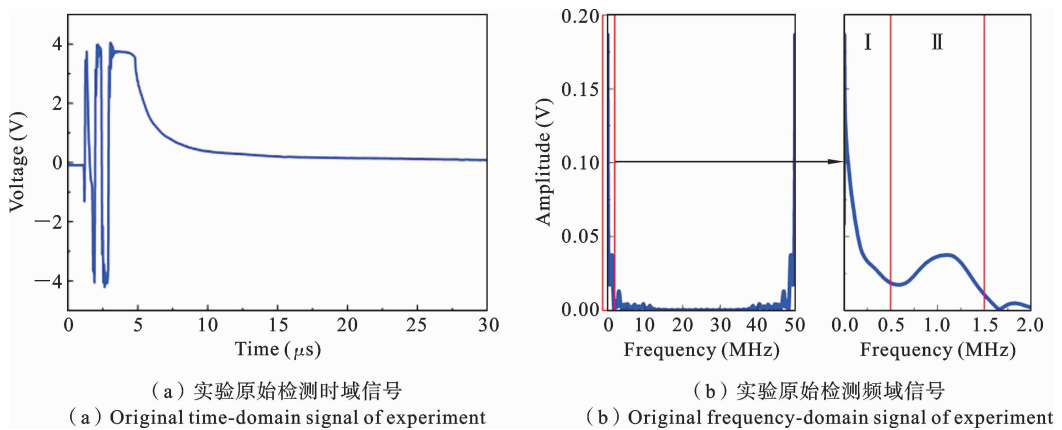 4
2
0
—2
—4
Voltage (V)
0 5 10 15 20 25 30
Time (μs)
(a) 实验原始检测时域信号
(a) Original time-domain signal of experiment
0.20
0.10
0.05
0.00
Amplitude (V)
0 10 20 30 40 50
Frequency (MHz)
Ⅰ Ⅱ
0.0 0.5 1.0 1.5 2.0
Frequency (MHz)
(b) 实验原始检测频域信号
(b) Original frequency-domain signal of experiment